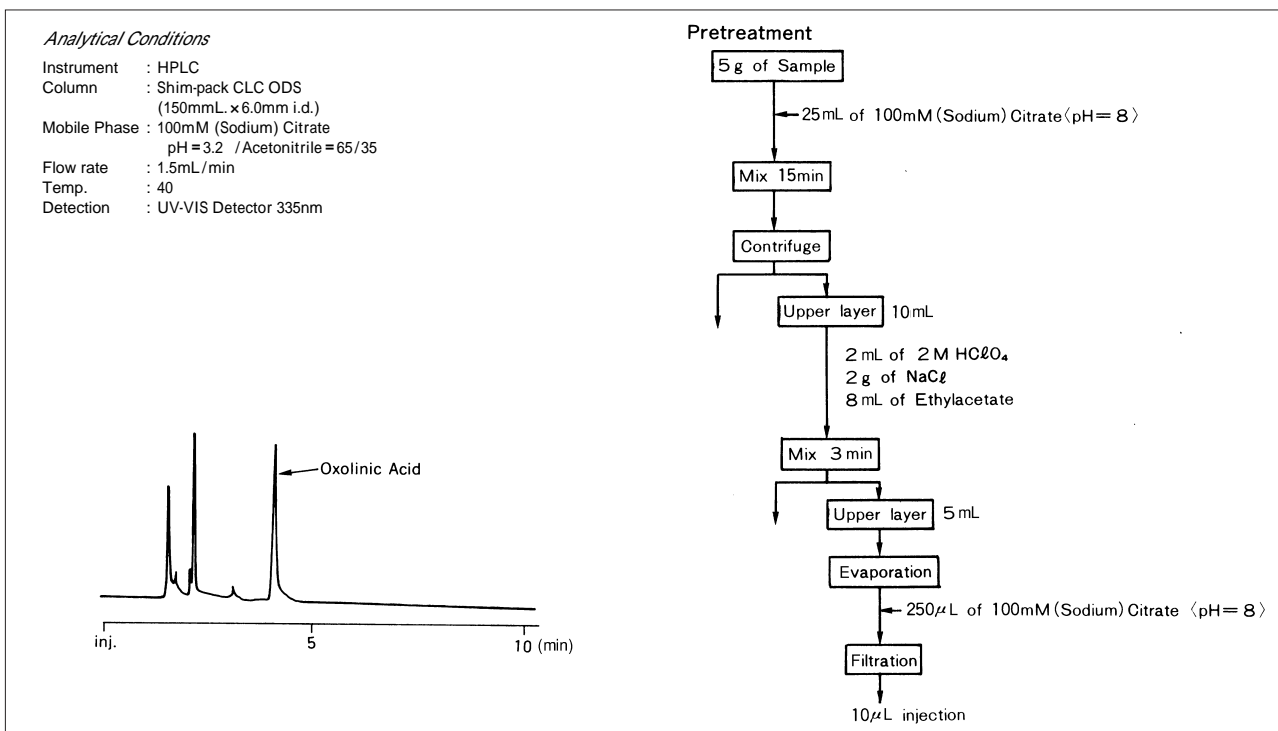 Analytical Conditions
Instrument : HPLC
Column : Shim-pack CLC ODS
(150mmL.×6.0mm i.d.)
Mobile Phase : 100mM (Sodium) Citrate
pH=3.2 /Acetonitrile=65/35
Flow rate : 1.5mL/min
Temp. : 40
Detection : UV-VIS Detector 335nm
Oxolinic Acid
inj.
5
10 (min)
Pretreatment
5g of Sample
25mL of 100mM(Sodium) Citrate〈pH=8〉
Mix 15min
Contrifuge
Upper layer 10mL
2mL of 2M HCℓO₄
2g of NaCℓ
8mL of Ethylacetate
Mix 3min
Upper layer 5mL
Evaporation
250μL of 100mM(Sodium) Citrate 〈pH=8〉
Filtration
10μL injection